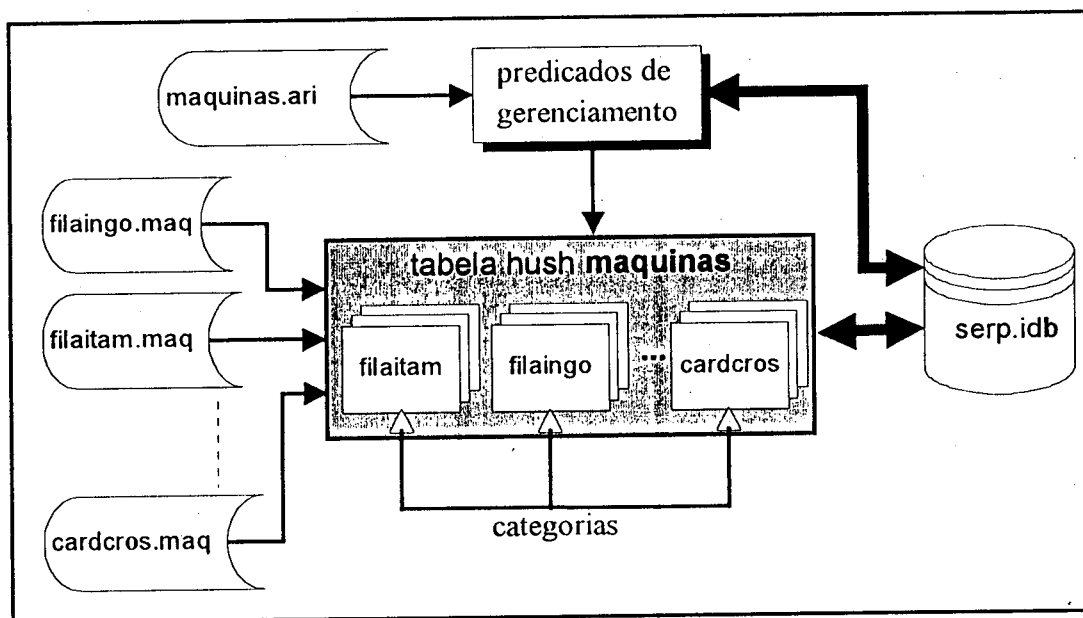 predicados de
gerenciamento
maquinas.ari
filaingo.maq
filaitam.maq
cardcros.maq
tabela hush maquinas
filaitam
filaingo
...
cardcros
categorias
serp.idb